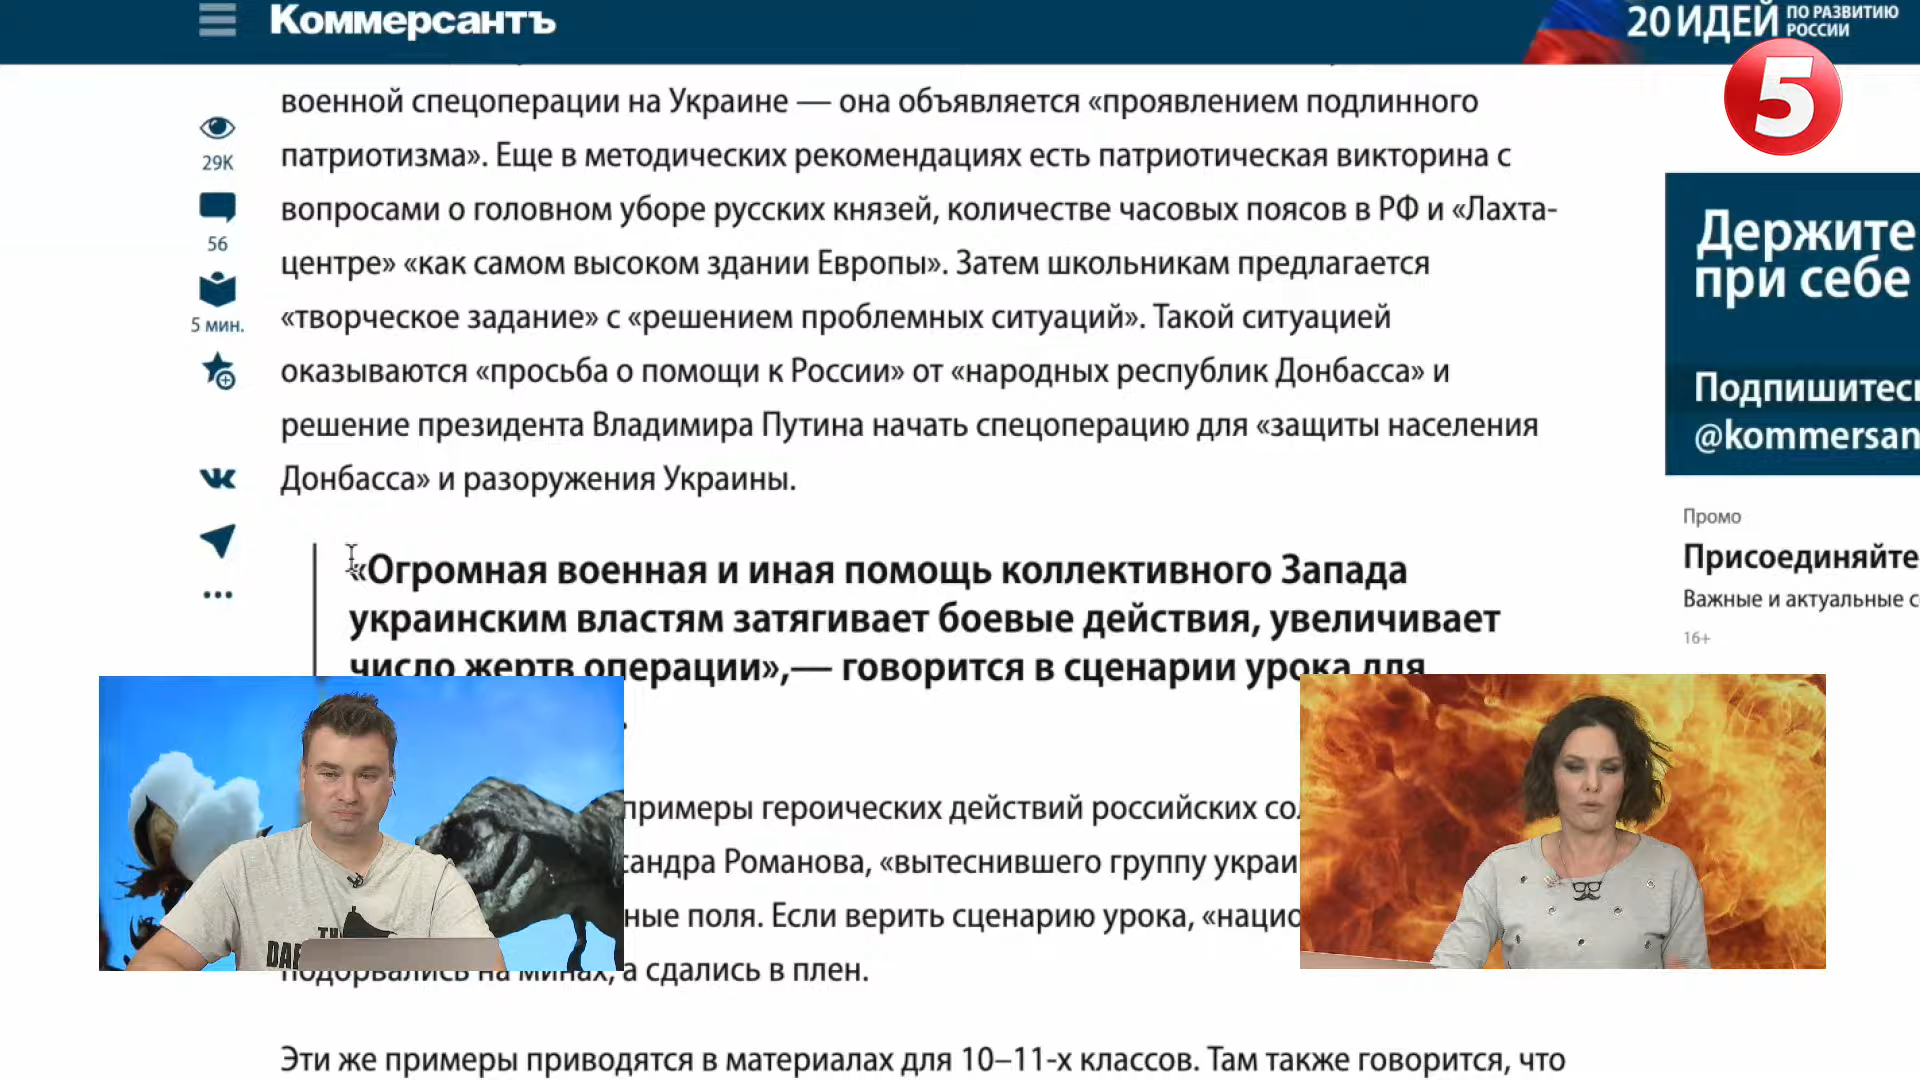 Коммерсантъ
20 ИДЕЙ ПО РАЗВИТИЮ РОССИИ
5
военной спецоперации на Украине — она объявляется «проявлением подлинного
29K
патриотизма». Еще в методических рекомендациях есть патриотическая викторина с
вопросами о головном уборе русских князей, количестве часовых поясов в РФ и «Лахта-
56
центре» «как самом высоком здании Европы». Затем школьникам предлагается
5 мин.
«творческое задание» с «решением проблемных ситуаций». Такой ситуацией
оказываются «просьба о помощи к России» от «народных республик Донбасса» и
решение президента Владимира Путина начать спецоперацию для «защиты населения
Донбасса» и разоружения Украины.
«Огромная военная и иная помощь коллективного Запада
украинским властям затягивает боевые действия, увеличивает
число жертв операции»,— говорится в сценарии урока для
примеры героических действий российских
Романова, «вытеснившего группу
поля. Если верить сценарию урока,
подорвались на минах, а сдались в плен.
Эти же примеры приводятся в материалах для 10–11-х классов. Там также говорится, что
Держите
при себе
Подпишитесь
@kommersan
Промо
Присоединяйте
Важные и актуальные
16+